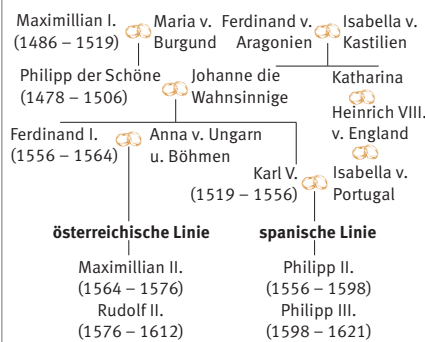 Maximillian I. Maria v. Ferdinand v. Isabella v.
(1486 – 1519) Burgund Aragonien Kastilien
Philipp der Schöne Johanne die Katharina
(1478 – 1506) Wahnsinnige
Heinrich VIII.
v. England
Ferdinand I. Anna v. Ungarn
(1556 – 1564) u. Böhmen
Karl V. Isabella v.
(1519 – 1556) Portugal
österreichische Linie spanische Linie
Maximillian II. Philipp II.
(1564 – 1576) (1556 – 1598)
Rudolf II. Philipp III.
(1576 – 1612) (1598 – 1621)